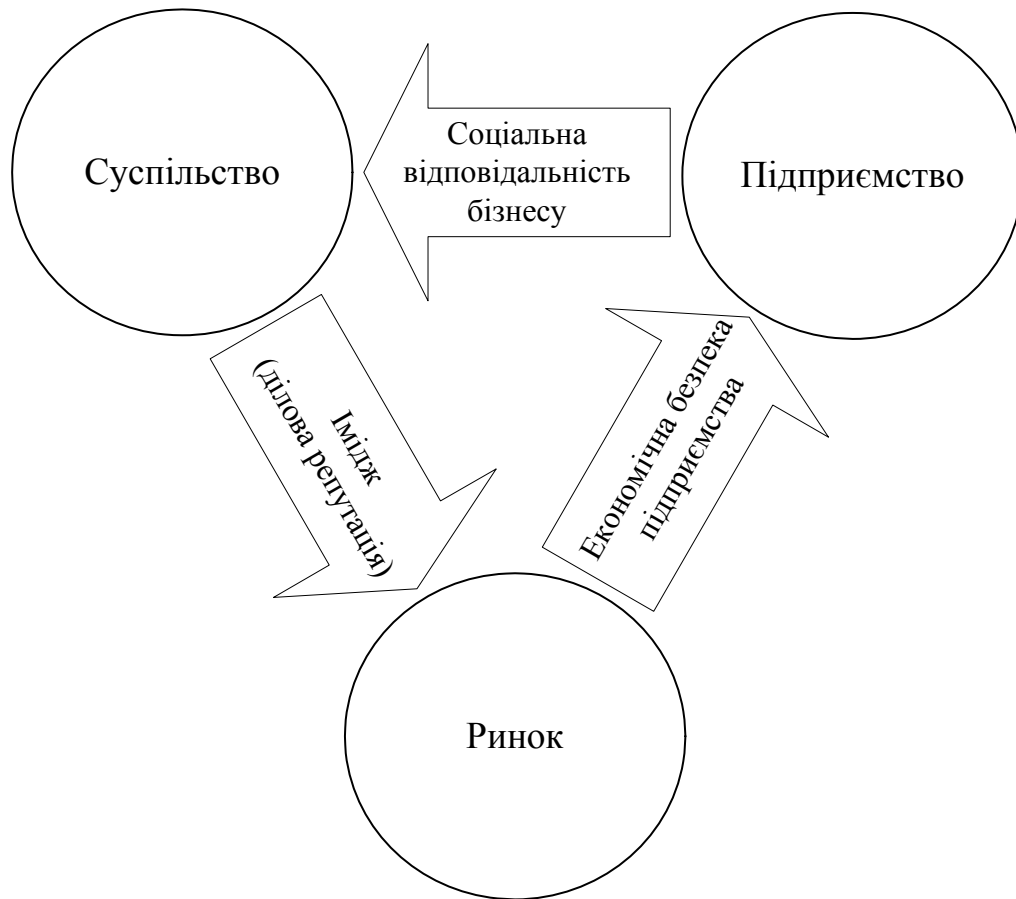 Суспільство
Соціальна
відповідальність
бізнесу
Підприємство
Імідж
(ділова репутація)
Економічна безпека
підприємства
Ринок